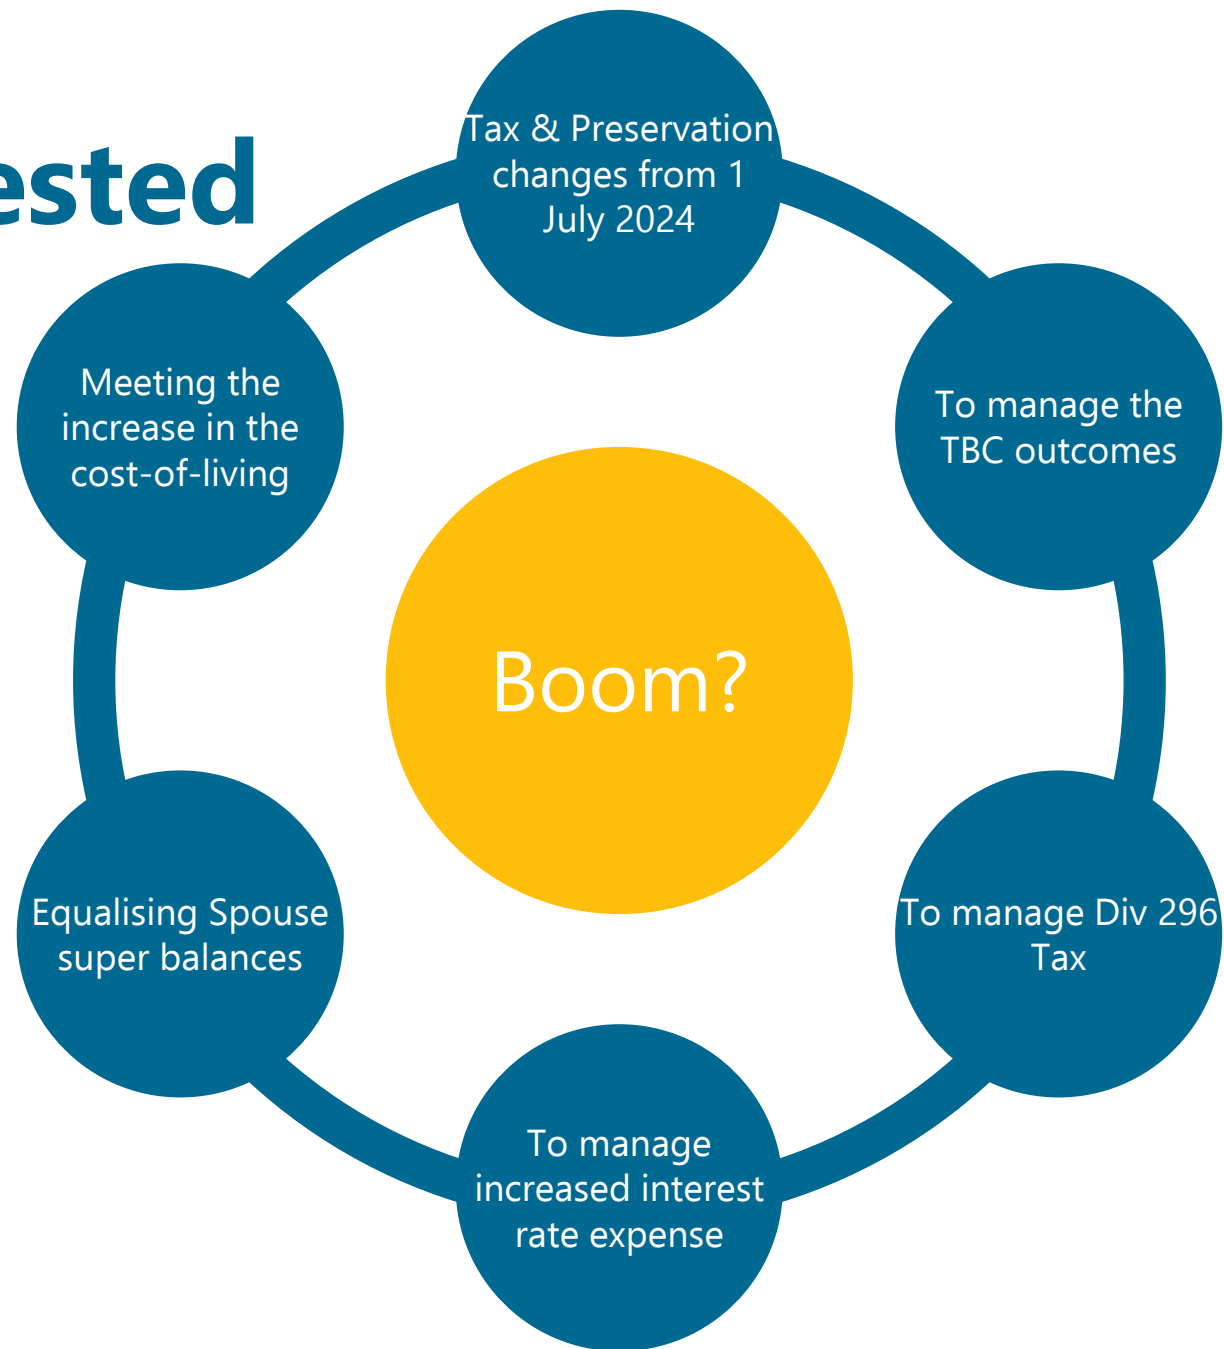 Tax & Preservation
changes from 1
July 2024
To manage the
TBC outcomes
To manage Div 296
Tax
To manage
increased interest
rate expense
Equalising Spouse
super balances
Meeting the
increase in the
cost-of-living
Boom?